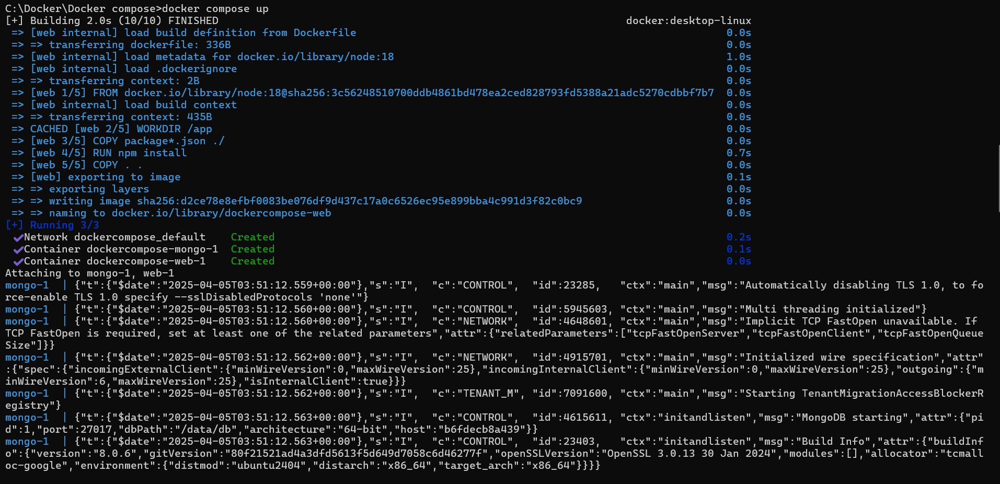 C:\Docker\Docker compose>docker compose up
[+] Building 2.0s (10/10) FINISHED docker:desktop-linux
=> [web internal] load build definition from Dockerfile 0.0s
=> => transferring dockerfile: 336B 0.0s
=> [web internal] load metadata for docker.io/library/node:18 1.0s
=> [web internal] load .dockerignore 0.0s
=> => transferring context: 2B 0.0s
=> [web 1/5] FROM docker.io/library/node:18@sha256:3c56248510700ddb4861bd478ea2ced828793fd5388a21adc5270cdbbf7b7 0.0s
=> [web internal] load build context 0.0s
=> => transferring context: 435B 0.0s
=> CACHED [web 2/5] WORKDIR /app 0.0s
=> [web 3/5] COPY package*.json ./ 0.0s
=> [web 4/5] RUN npm install 0.7s
=> [web 5/5] COPY . . 0.0s
=> [web] exporting to image 0.1s
=> => exporting layers 0.0s
=> => writing image sha256:d2ce78e8efbf0083be076df9d437c17a0c6526ec95e899bba4c991d3f82c0bc9 0.0s
=> => naming to docker.io/library/dockercompose-web 0.0s
[+] Running 3/3
✔Network dockercompose_default Created 0.2s
✔Container dockercompose-mongo-1 Created 0.1s
✔Container dockercompose-web-1 Created 0.0s
Attaching to mongo-1, web-1
mongo-1 | {"t":{"$date":"2025-04-05T03:51:12.559+00:00"},"s":"I", "c":"CONTROL", "id":23285, "ctx":"main","msg":"Automatically disabling TLS 1.0, to fo
rce-enable TLS 1.0 specify --sslDisabledProtocols 'none'"}
mongo-1 | {"t":{"$date":"2025-04-05T03:51:12.560+00:00"},"s":"I", "c":"CONTROL", "id":5945603, "ctx":"main","msg":"Multi threading initialized"}
mongo-1 | {"t":{"$date":"2025-04-05T03:51:12.560+00:00"},"s":"I", "c":"NETWORK", "id":4648601, "ctx":"main","msg":"Implicit TCP FastOpen unavailable. If
TCP FastOpen is required, set at least one of the related parameters","attr":{"relatedParameters":["tcpFastOpenServer","tcpFastOpenClient","tcpFastOpenQueue
Size"]}}
mongo-1 | {"t":{"$date":"2025-04-05T03:51:12.562+00:00"},"s":"I", "c":"NETWORK", "id":4915701, "ctx":"main","msg":"Initialized wire specification","attr"
:{"spec":{"incomingExternalClient":{"minWireVersion":0,"maxWireVersion":25},"incomingInternalClient":{"minWireVersion":0,"maxWireVersion":25},"outgoing":{"m
inWireVersion":6,"maxWireVersion":25},"isInternalClient":true}}}
mongo-1 | {"t":{"$date":"2025-04-05T03:51:12.562+00:00"},"s":"I", "c":"TENANT_M", "id":7091600, "ctx":"main","msg":"Starting TenantMigrationAccessBlockerR
egistry"}
mongo-1 | {"t":{"$date":"2025-04-05T03:51:12.563+00:00"},"s":"I", "c":"CONTROL", "id":4615611, "ctx":"initandlisten","msg":"MongoDB starting","attr":{"pi
d":1,"port":27017,"dbPath":"/data/db","architecture":"64-bit","host":"b6fdecb8a439"}}
mongo-1 | {"t":{"$date":"2025-04-05T03:51:12.563+00:00"},"s":"I", "c":"CONTROL", "id":23403, "ctx":"initandlisten","msg":"Build Info","attr":{"buildInf
o":{"version":"8.0.6","gitVersion":"80f21521ad4a3dfd5613f5d649d7058c6d46277f","openSSLVersion":"OpenSSL 3.0.13 30 Jan 2024","modules":[],"allocator":"tcmall
oc-google","environment":{"distmod":"ubuntu2404","distarch":"x86_64","target_arch":"x86_64"}}}}